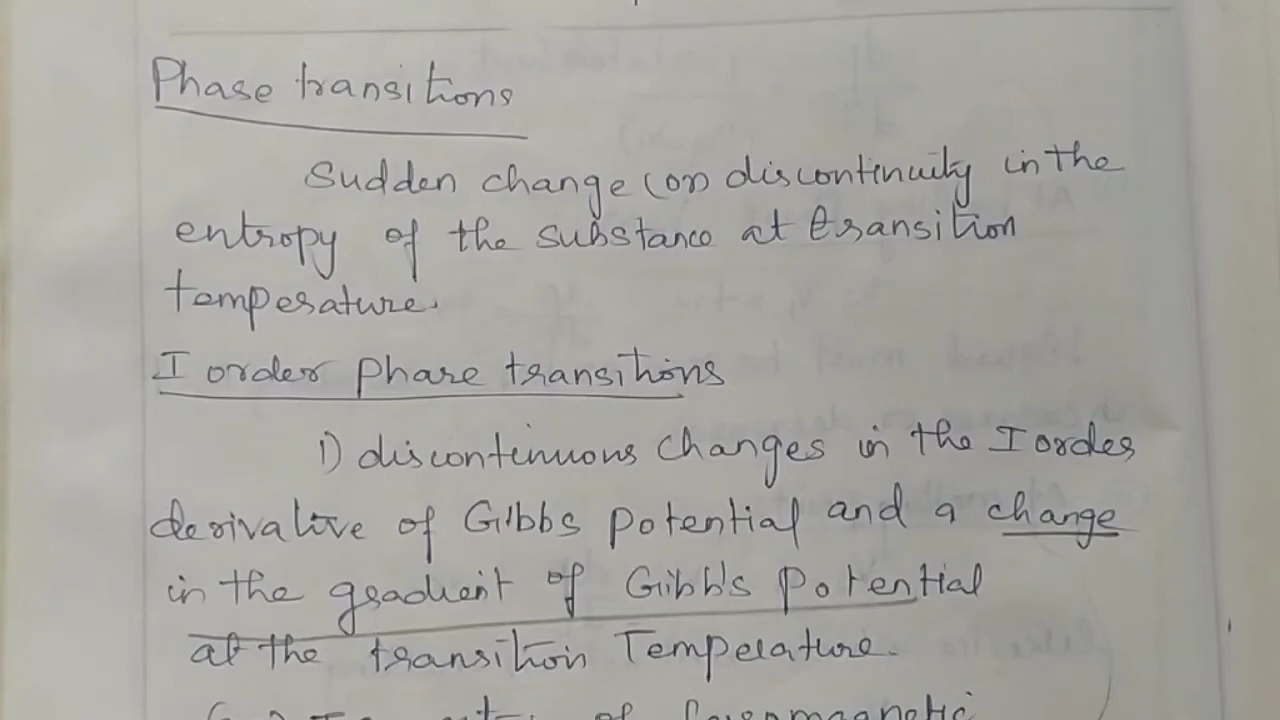 Phase transitions
Sudden change (or) discontinuity in the
entropy of the substance at transition
temperature.
I order phase transitions
i) discontinuous changes in the I order
derivative of Gibbs potential and a change
in the gradient of Gibb's potential
at the transition Temperature.
of